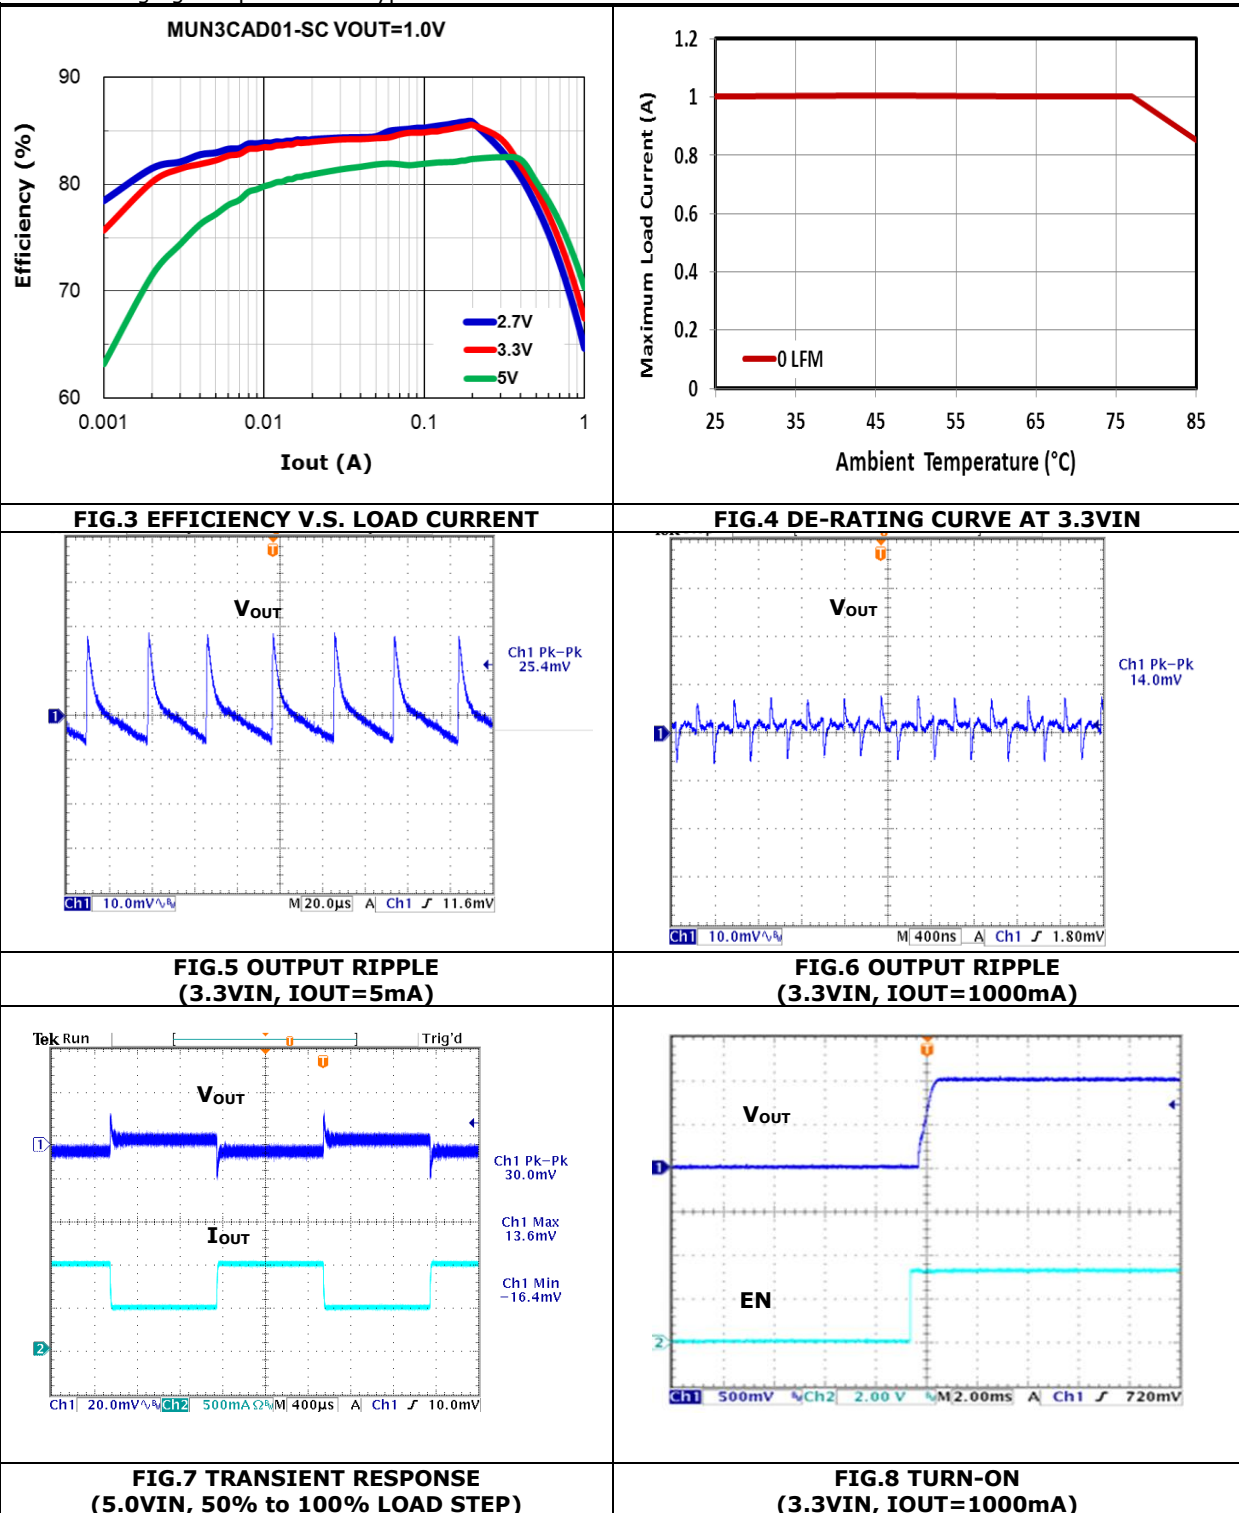 MUN3CAD01-SC VOUT=1.0V
Efficiency (%)
90
80
70
60
0.001 0.01 0.1 1
Iout (A)
2.7V
3.3V
5V
Maximum Load Current (A)
1.2
1
0.8
0.6
0.4
0.2
0
0 LFM
25 35 45 55 65 75 85
Ambient Temperature (°C)
FIG.3 EFFICIENCY V.S. LOAD CURRENT
FIG.4 DE-RATING CURVE AT 3.3VIN
T
VOUT
1
Ch1 Pk-Pk
25.4mV
Ch1 10.0mV M 20.0µs A Ch1 11.6mV
T
VOUT
1
Ch1 Pk-Pk
14.0mV
Ch1 10.0mV M 400ns A Ch1 1.80mV
FIG.5 OUTPUT RIPPLE
(3.3VIN, IOUT=5mA)
FIG.6 OUTPUT RIPPLE
(3.3VIN, IOUT=1000mA)
Tek Run Trig'd
T
VOUT
1
Ch1 Pk-Pk
30.0mV
Ch1 Max
13.6mV
IOUT
Ch1 Min
-16.4mV
2
Ch1 20.0mV Ch2 500mA Ω M 400µs A Ch1 10.0mV
T
VOUT
1
EN
2
Ch1 500mV Ch2 2.00 V M 2.00ms A Ch1 720mV
FIG.7 TRANSIENT RESPONSE
(5.0VIN, 50% to 100% LOAD STEP)
FIG.8 TURN-ON
(3.3VIN, IOUT=1000mA)